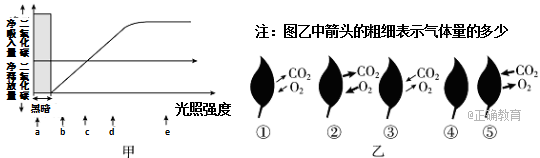 注：图乙中箭头的粗细表示气体量的多少
二氧化碳净吸入量
二氧化碳净释放量
黑暗
光照强度
a b c d e
甲
CO₂ CO₂ CO₂ CO₂
O₂ O₂ O₂ O₂
① ② ③ ④ ⑤
@正确教育
乙